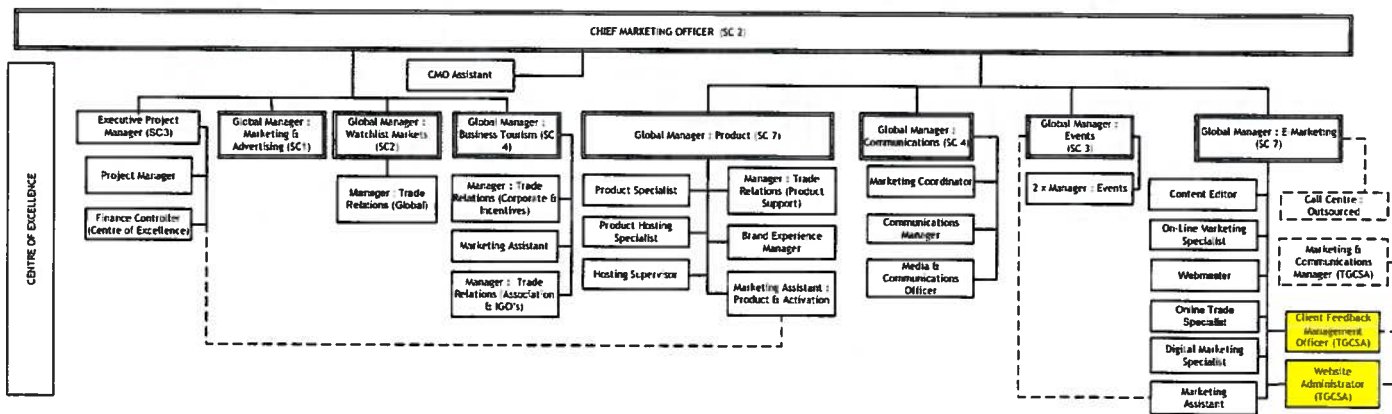 CHIEF MARKETING OFFICER (SC 2)
CENTRE OF EXCELLENCE
CMO Assistant
Executive Project
Manager (SC3)
Project Manager
Finance Controller
(Centre of Excellence)
Global Manager :
Marketing &
Advertising (SC1)
Global Manager :
Watchlist Markets
(SC2)
Manager : Trade
Relations (Global)
Global Manager :
Business Tourism (SC
4)
Manager : Trade
Relations (Corporate &
Incentives)
Marketing Assistant
Manager : Trade
Relations (Association
& IGO's)
Global Manager : Product (SC 7)
Product Specialist
Product Hosting
Specialist
Hosting Supervisor
Manager : Trade
Relations (Product
Support)
Brand Experience
Manager
Marketing Assistant :
Product & Activation
Global Manager :
Communications (SC 4)
Marketing Coordinator
Communications
Manager
Media &
Communications
Officer
Global Manager :
Events
(SC 3)
2 x Manager : Events
Global Manager : E-Marketing
(SC 7)
Content Editor
On-Line Marketing
Specialist
Webmaster
Online Trade
Specialist
Digital Marketing
Specialist
Marketing
Assistant
Call Centre :
Outsourced
Marketing &
Communications
Manager (TGCSA)
Client Feedback
Management
Officer (TGCSA)
Website
Administrator
(TGCSA)